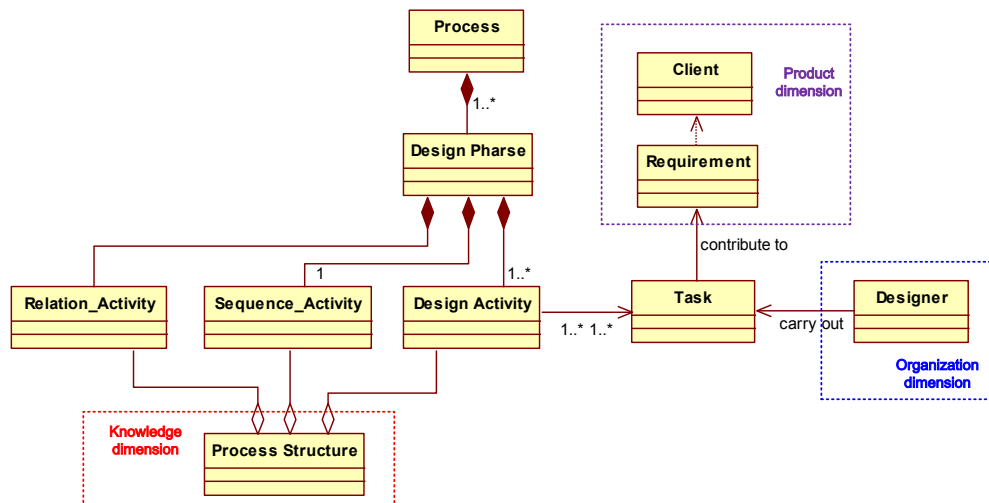 Process
1..*
Design Pharse
Client
Product
dimension
Requirement
contribute to
1
1..*
Relation_Activity
Sequence_Activity
Design Activity
1..* 1..*
Task
carry out
Designer
Organization
dimension
Knowledge
dimension
Process Structure